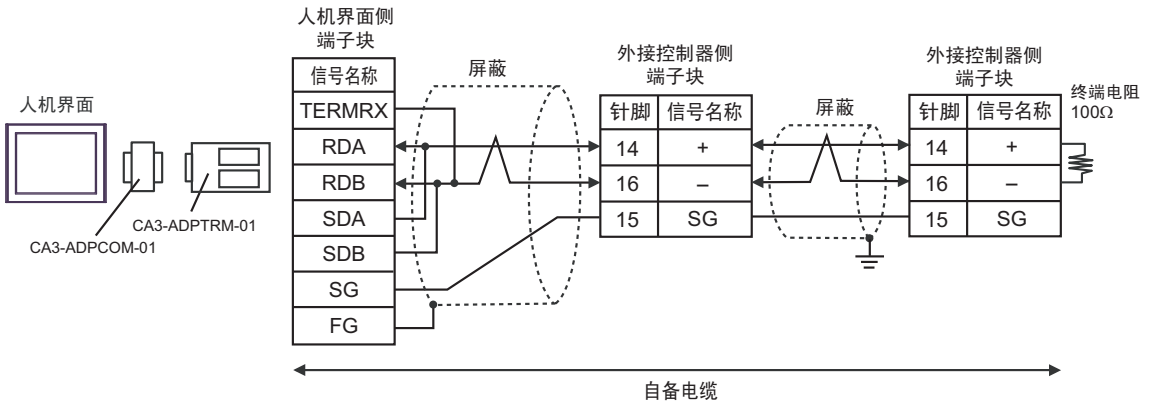 人机界面
CA3-ADPCOM-01
CA3-ADPTRM-01
人机界面侧
端子块
信号名称
TERMRX
RDA
RDB
SDA
SDB
SG
FG
屏蔽
外接控制器侧
端子块
针脚 信号名称
14 +
16 –
15 SG
屏蔽
外接控制器侧
端子块
针脚 信号名称
14 +
16 –
15 SG
终端电阻
100Ω
自备电缆